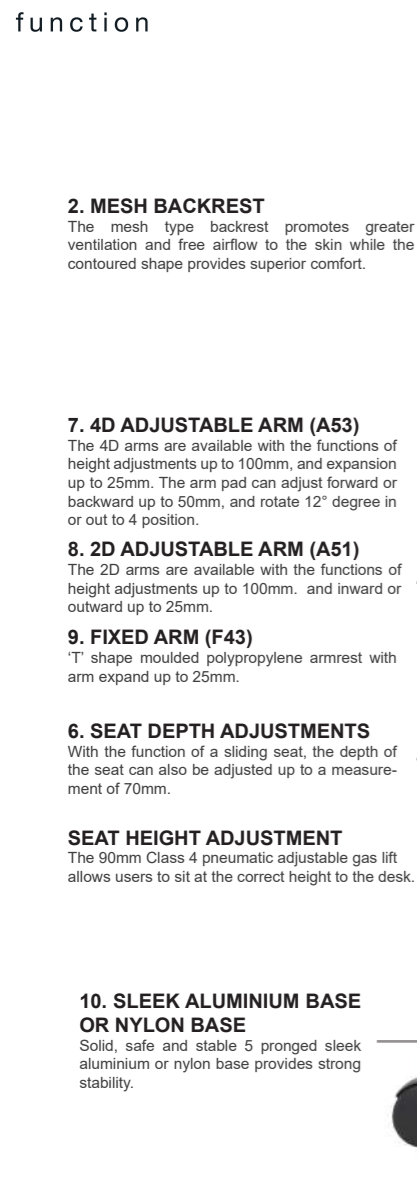 function
2. MESH BACKREST
The mesh type backrest promotes greater
ventilation and free airflow to the skin while the
contoured shape provides superior comfort.
7. 4D ADJUSTABLE ARM (A53)
The 4D arms are available with the functions of
height adjustments up to 100mm, and expansion
up to 25mm. The arm pad can adjust forward or
backward up to 50mm, and rotate 12° degree in
or out to 4 position.
8. 2D ADJUSTABLE ARM (A51)
The 2D arms are available with the functions of
height adjustments up to 100mm. and inward or
outward up to 25mm.
9. FIXED ARM (F43)
‘T’ shape moulded polypropylene armrest with
arm expand up to 25mm.
6. SEAT DEPTH ADJUSTMENTS
With the function of a sliding seat, the depth of
the seat can also be adjusted up to a measure-
ment of 70mm.
SEAT HEIGHT ADJUSTMENT
The 90mm Class 4 pneumatic adjustable gas lift
allows users to sit at the correct height to the desk.
10. SLEEK ALUMINIUM BASE
OR NYLON BASE
Solid, safe and stable 5 pronged sleek
aluminium or nylon base provides strong
stability.